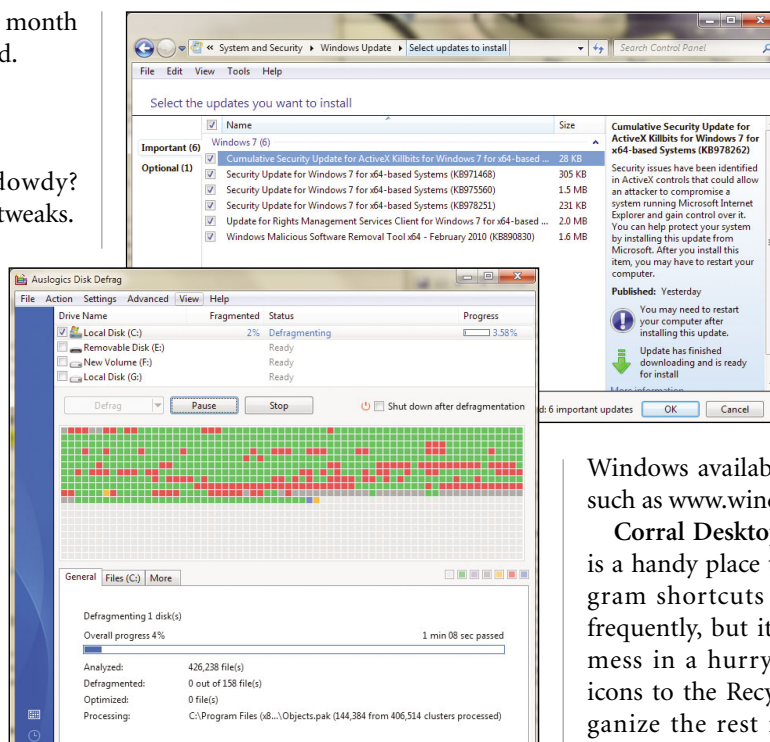 month
d.
dowdy?
tweaks.
« System and Security ▸ Windows Update ▸ Select updates to install
Search Control Panel
File Edit View Tools Help
Select the updates you want to install
Name Size
Important (6)
Optional (1)
Windows 7 (6)
Cumulative Security Update for ActiveX Killbits for Windows 7 for x64-based ... 28 KB
Security Update for Windows 7 for x64-based Systems (KB971468) 305 KB
Security Update for Windows 7 for x64-based Systems (KB975560) 1.5 MB
Security Update for Windows 7 for x64-based Systems (KB978251) 231 KB
Update for Rights Management Services Client for Windows 7 for x64-based ... 2.0 MB
Windows Malicious Software Removal Tool x64 - February 2010 (KB890830) 1.6 MB
Cumulative Security Update for
ActiveX Killbits for Windows 7 for
x64-based Systems (KB978262)
Security issues have been identified
in ActiveX controls that could allow
an attacker to compromise a
system running Microsoft Internet
Explorer and gain control over it.
You can help protect your system
by installing this update from
Microsoft. After you install this
item, you may have to restart your
computer.
Published: Yesterday
You may need to restart
your computer after
installing this update.
Update has finished
downloading and is ready
for install
More information
d: 6 important updates OK Cancel
Auslogics Disk Defrag
File Action Settings Advanced View Help
Drive Name Fragmented Status Progress
Local Disk (C:) 2% Defragmenting 3.58%
Removable Disk (E:) Ready
New Volume (F:) Ready
Local Disk (G:) Ready
Defrag Pause Stop Shut down after defragmentation
General Files (C:) More
Defragmenting 1 disk(s)
Overall progress 4% 1 min 08 sec passed
Analyzed: 426,238 file(s)
Defragmented: 0 out of 158 file(s)
Optimized: 0 file(s)
Processing: C:\Program Files (x8...\Objects.pak (144,384 from 406,514 clusters processed)
Windows availab
such as www.wind
Corral Desktop
is a handy place
gram shortcuts
frequently, but it
mess in a hurry
icons to the Recy
ganize the rest